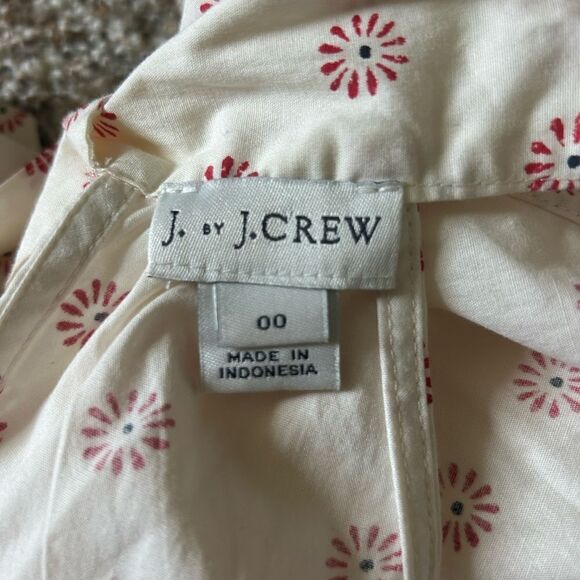 J. BY J.CREW
00
MADE IN
INDONESIA